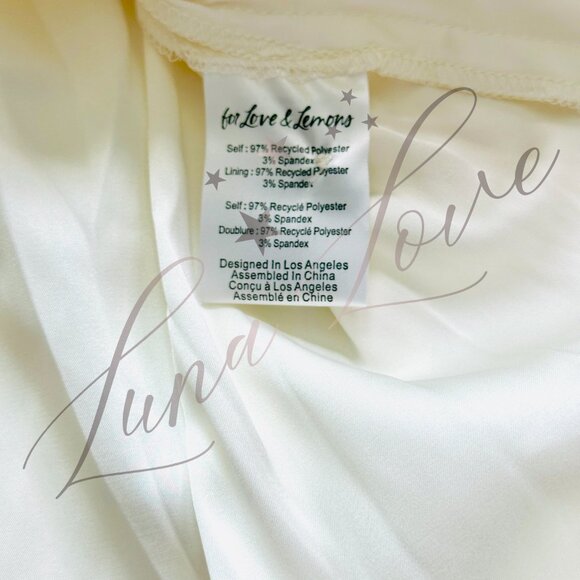 for Love & Lemons
Self : 97% Recycled Polyester
3% Spandex
Lining : 97% Recycled Polyester
3% Spandex
Self : 97% Recyclé Polyester
3% Spandex
Doublure : 97% Recyclé Polyester
3% Spandex
Designed In Los Angeles
Assembled In China
Conçu à Los Angeles
Assemblé en Chine
Luna Love